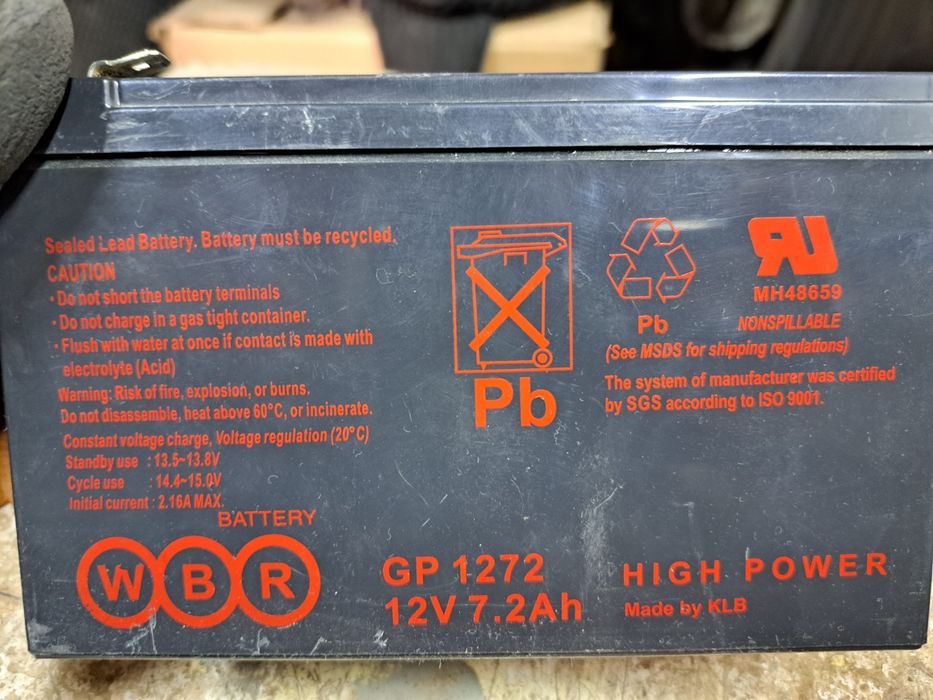 Sealed Lead Battery. Battery must be recycled.
CAUTION
· Do not short the battery terminals
· Do not charge in a gas tight container.
· Flush with water at once if contact is made with
electrolyte (Acid)
Warning: Risk of fire, explosion, or burns.
Do not disassemble, heat above 60°C, or incinerate.
Constant voltage charge, Voltage regulation (20°C)
Standby use : 13.5~13.8V
Cycle use : 14.4~15.0V
Initial current : 2.16A MAX.
Pb
Pb
RU
MH48659
NONSPILLABLE
(See MSDS for shipping regulations)
The system of manufacturer was certified
by SGS according to ISO 9001.
BATTERY
WBR
GP 1272
12V 7.2Ah
HIGH POWER
Made by KLB